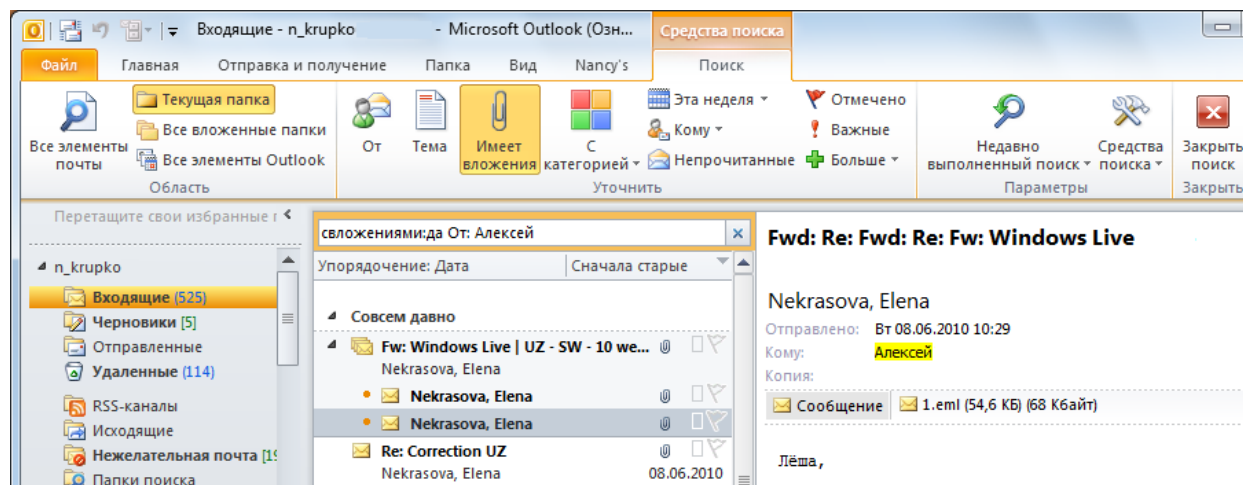 Входящие - n_krupko - Microsoft Outlook (Озн...
Средства поиска
Файл Главная Отправка и получение Папка Вид Nancy's Поиск
Все элементы почты
Текущая папка
Все вложенные папки
Все элементы Outlook
Область
От
Тема
Имеет вложения
С категорией
Эта неделя
Кому
Непрочитанные
Отмечено
Важные
Больше
Уточнить
Недавно выполненный поиск
Средства поиска
Параметры
Закрыть поиск
Закрыть
Перетащите свои избранные п
n_krupko
Входящие (525)
Черновики [5]
Отправленные
Удаленные (114)
RSS-каналы
Исходящие
Нежелательная почта [19
Папки поиска
свложениями:да От: Алексей
Упорядочение: Дата Сначала старые
Совсем давно
Fw: Windows Live | UZ - SW - 10 we...
Nekrasova, Elena
Nekrasova, Elena
Nekrasova, Elena
Re: Correction UZ
Nekrasova, Elena 08.06.2010
Fwd: Re: Fwd: Re: Fw: Windows Live
Nekrasova, Elena
Отправлено: Вт 08.06.2010 10:29
Кому: Алексей
Копия:
Сообщение 1.eml (54,6 КБ) (68 Кбайт)
Лёша,